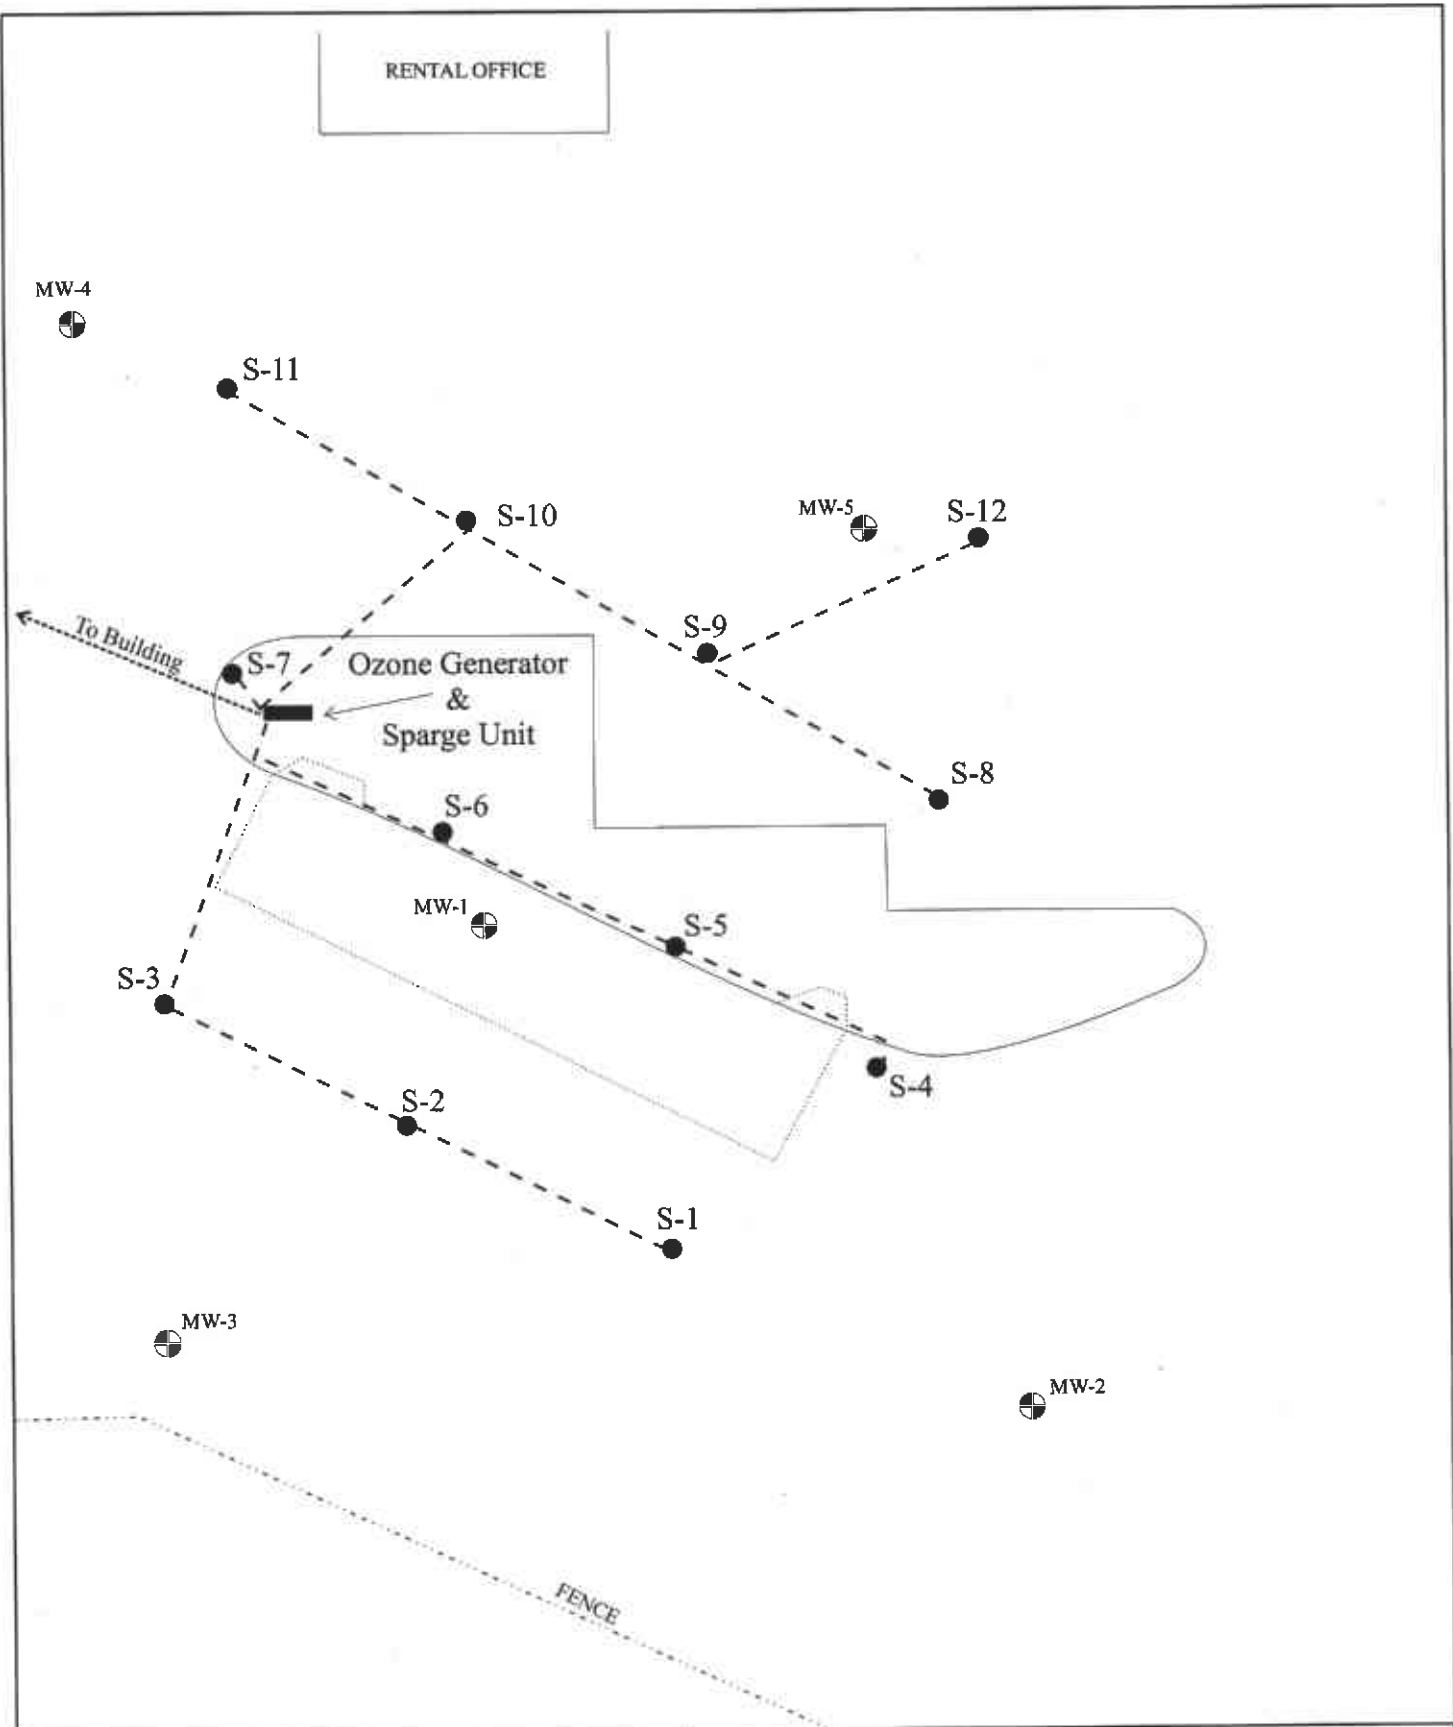 RENTAL OFFICE
MW-4
S-11
S-10
MW-5
S-12
To Building
S-9
S-7
Ozone Generator
&
Sparge Unit
S-8
S-6
MW-1
S-5
S-3
S-4
S-2
S-1
MW-3
MW-2
FENCE